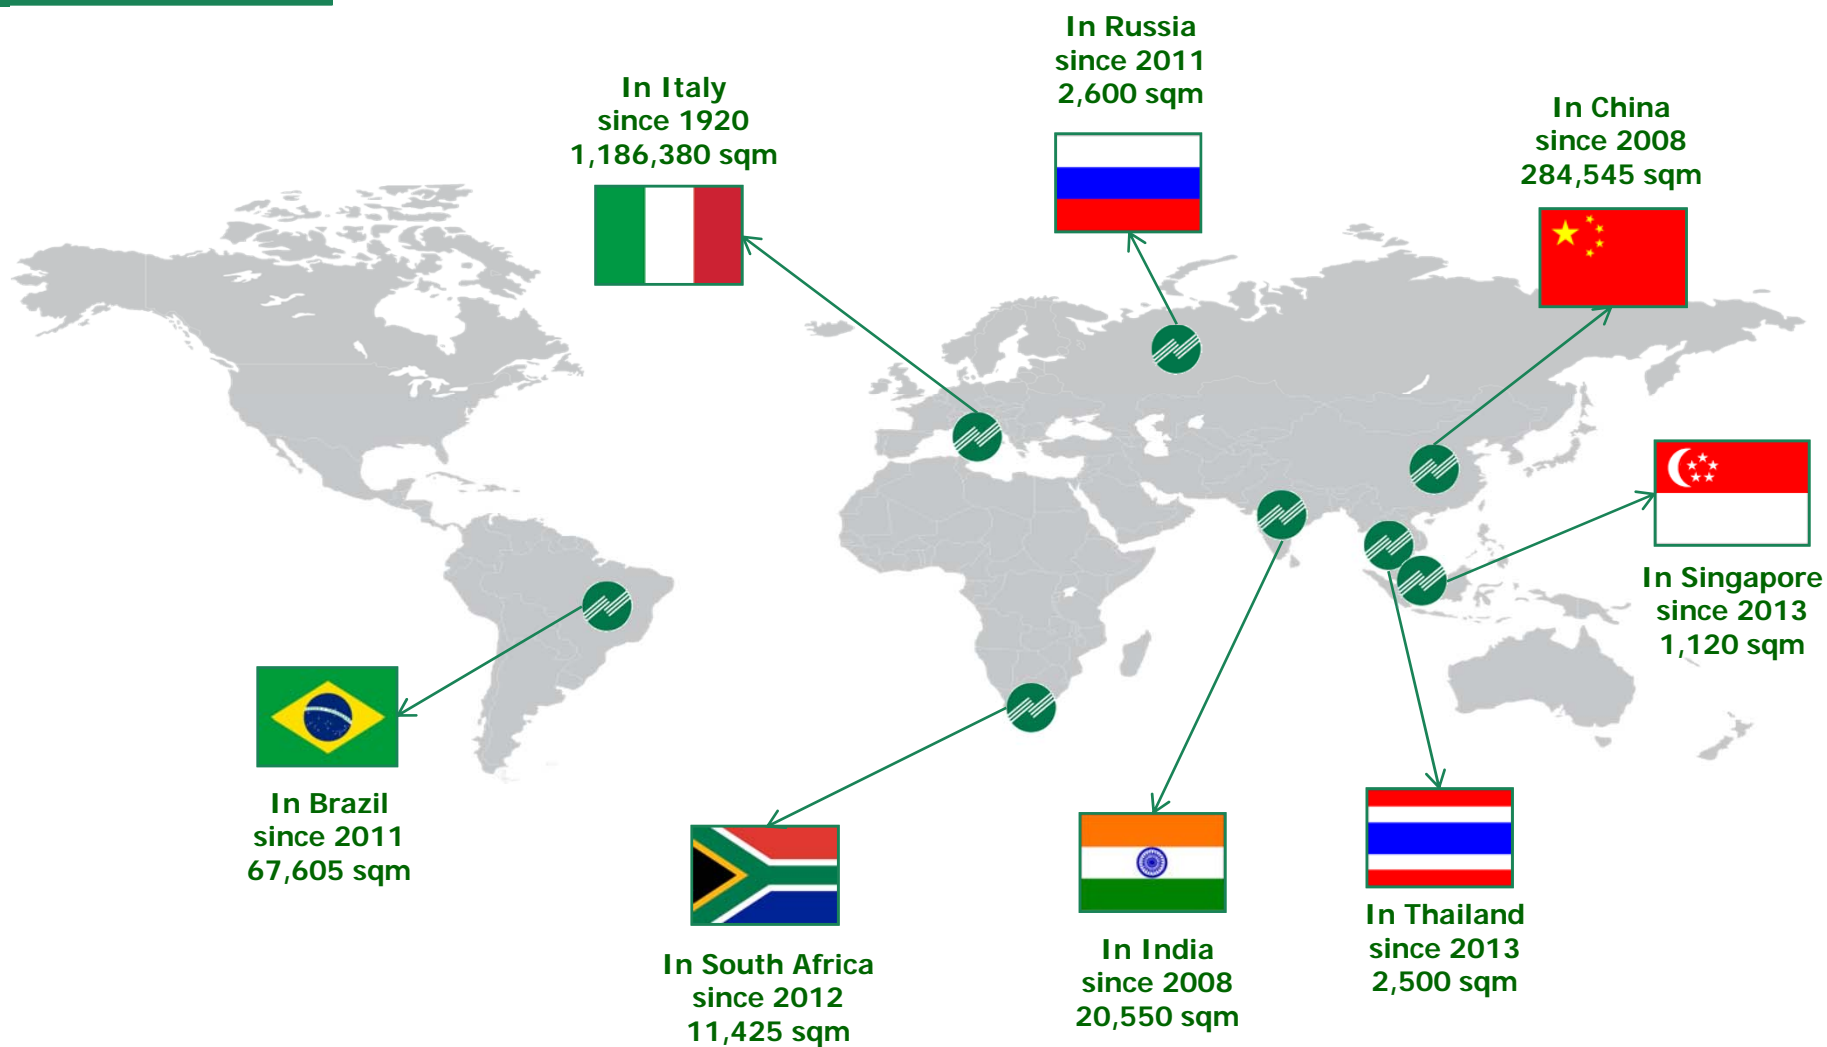 In Russia
since 2011
2,600 sqm
In Italy
since 1920
1,186,380 sqm
In China
since 2008
284,545 sqm
In Singapore
since 2013
1,120 sqm
In Brazil
since 2011
67,605 sqm
In South Africa
since 2012
11,425 sqm
In India
since 2008
20,550 sqm
In Thailand
since 2013
2,500 sqm